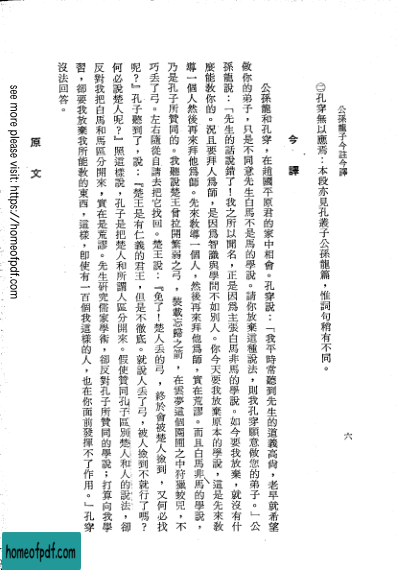 公孫龍子今註今譯
六
㊂孔穿無以應焉：本段亦見孔叢子公孫龍篇，惟詞句稍有不同。
今譯
公孫龍和孔穿，在趙國平原君的家中相會。孔穿說：「我平時常聽到先生的道義高尙，老早就希望
做你的弟子，只是不同意先生白馬不是馬的學說。請你放棄這種說法，則我孔穿願意做您的弟子。」公
孫龍說：「先生的話說錯了！我之所以聞名，正是因爲主張白馬非馬的學說。如今要我放棄，就沒有什
麼能教你的。況且要拜人爲師，是因爲智識與學問不如別人。你今天要我放棄原本的學說，這是先來教
導一個人然後再來拜他爲師。先來教導一個人，然後再來拜他爲師，實在荒謬。而且白馬非馬的學說，
乃是孔子所贊同的。我聽說楚王曾拉開繁弱之弓，裝載忘歸之箭，在雲夢這個園囿之中狩獵蛟兕，不
巧丟了弓。左右隨從自請去把它找回。楚王說：『免了！楚人丟的弓，終於會被楚人撿到，又何必找
呢？』孔子聽到了，說：『楚王是有仁義的君王，但是不徹底。就說人丟了弓，被人撿到不就行了嗎？
何必說楚人呢？』照這樣說，孔子是把楚人和所謂人區分開來。假使贊同孔子區別楚人和人的說法，卻
反對我把白馬和馬區分開來，實在是荒謬。先生研究儒家學術，卻反對孔子所贊同的學說；打算向我學
習，卻要我放棄我所能教的東西，這樣，即使有一百個我這樣的人，也在你面前發揮不了作用。」孔穿
沒法回答。
原文
see more please visit: https://homeofpdf.com
homeofpdf.com